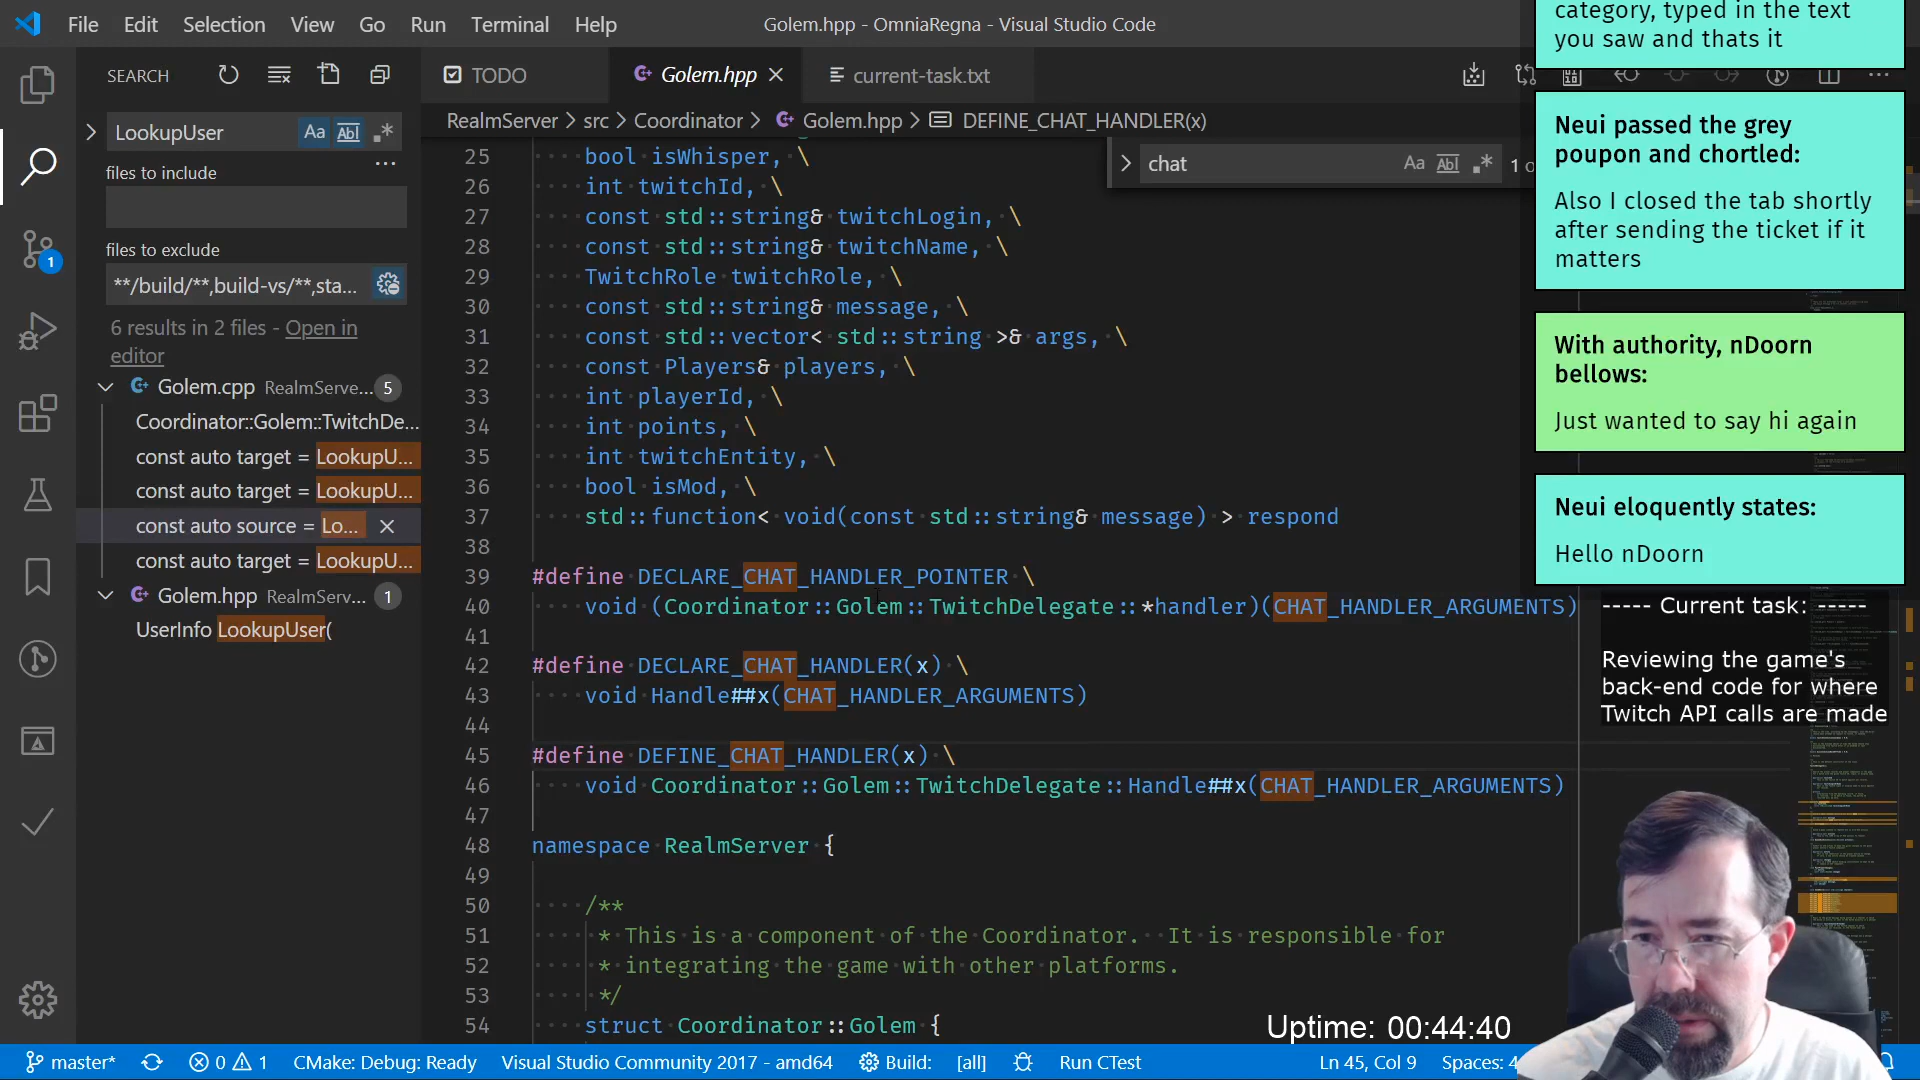 File Edit Selection View Go Run Terminal Help
Golem.hpp - OmniaRegna - Visual Studio Code
SEARCH
TODO
Golem.hpp
current-task.txt
RealmServer > src > Coordinator > Golem.hpp > DEFINE_CHAT_HANDLER(x)
LookupUser
files to include
files to exclude
**/build/**,build-vs/**,sta...
6 results in 2 files - Open in
editor
Golem.cpp RealmServe... 5
Coordinator::Golem::TwitchDe...
const auto target = LookupU...
const auto target = LookupU...
const auto source = Lo...
const auto target = LookupU...
Golem.hpp RealmServ... 1
UserInfo LookupUser(
chat
1 o
25 bool isWhisper, \
26 int twitchId, \
27 const std::string& twitchLogin, \
28 const std::string& twitchName, \
29 TwitchRole twitchRole, \
30 const std::string& message, \
31 const std::vector< std::string >& args, \
32 const Players& players, \
33 int playerId, \
34 int points, \
35 int twitchEntity, \
36 bool isMod, \
37 std::function< void(const std::string& message) > respond
38
39 #define DECLARE_CHAT_HANDLER_POINTER \
40 void (Coordinator::Golem::TwitchDelegate::*handler)(CHAT_HANDLER_ARGUMENTS)
41
42 #define DECLARE_CHAT_HANDLER(x) \
43 void Handle##x(CHAT_HANDLER_ARGUMENTS)
44
45 #define DEFINE_CHAT_HANDLER(x) \
46 void Coordinator::Golem::TwitchDelegate::Handle##x(CHAT_HANDLER_ARGUMENTS)
47
48 namespace RealmServer {
49
50 /**
51 * This is a component of the Coordinator.  It is responsible for
52 * integrating the game with other platforms.
53 */
54 struct Coordinator::Golem {
category, typed in the text
you saw and thats it
Neui passed the grey
poupon and chortled:
Also I closed the tab shortly
after sending the ticket if it
matters
With authority, nDoorn
bellows:
Just wanted to say hi again
Neui eloquently states:
Hello nDoorn
----- Current task: -----
Reviewing the game's
back-end code for where
Twitch API calls are made
Uptime: 00:44:40
master* 0 1 CMake: Debug: Ready Visual Studio Community 2017 - amd64 Build: [all] Run CTest Ln 45, Col 9 Spaces: 4